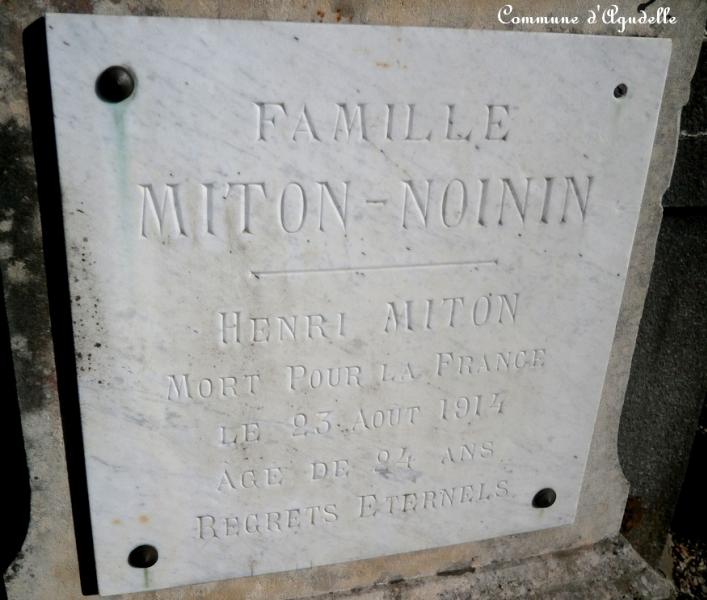 Commune d'Agudelle
FAMILLE
MITON-NOININ
HENRI MITON
MORT POUR LA FRANCE
LE 23 AOUT 1914
AGE DE 24 ANS
REGRETS ETERNELS